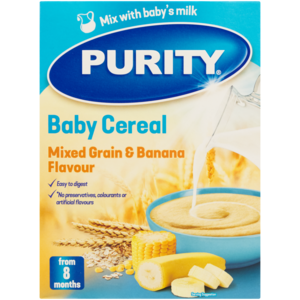 Mix with baby's milk
PURITY
Baby Cereal
Mixed Grain & Banana
Flavour
✓ Easy to digest
✓ *No preservatives, colourants or
artificial flavours
from
8
months